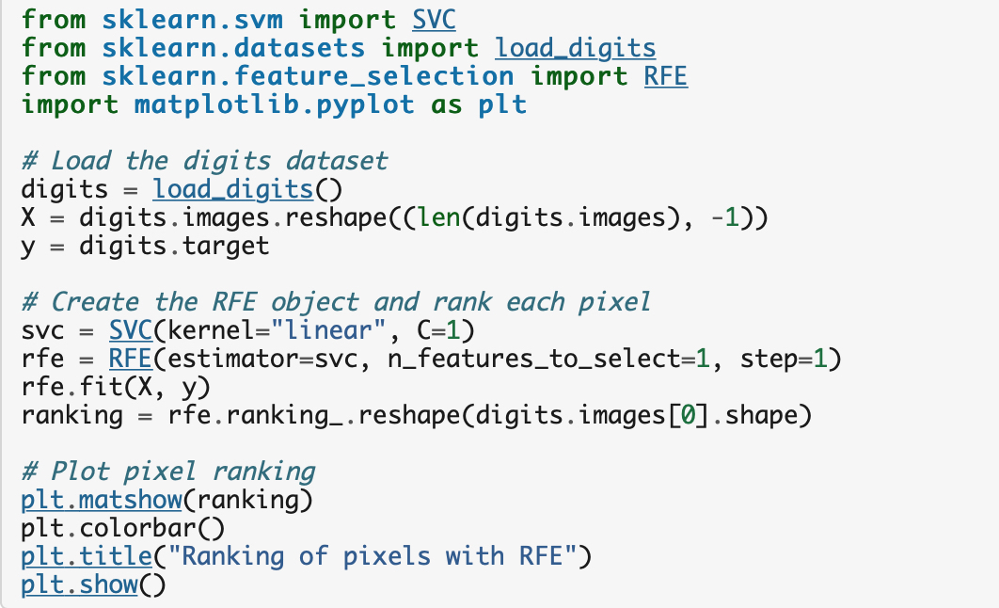 from sklearn.svm import SVC
from sklearn.datasets import load_digits
from sklearn.feature_selection import RFE
import matplotlib.pyplot as plt
# Load the digits dataset
digits = load_digits()
X = digits.images.reshape((len(digits.images), -1))
y = digits.target
# Create the RFE object and rank each pixel
svc = SVC(kernel="linear", C=1)
rfe = RFE(estimator=svc, n_features_to_select=1, step=1)
rfe.fit(X, y)
ranking = rfe.ranking_.reshape(digits.images[0].shape)
# Plot pixel ranking
plt.matshow(ranking)
plt.colorbar()
plt.title("Ranking of pixels with RFE")
plt.show()